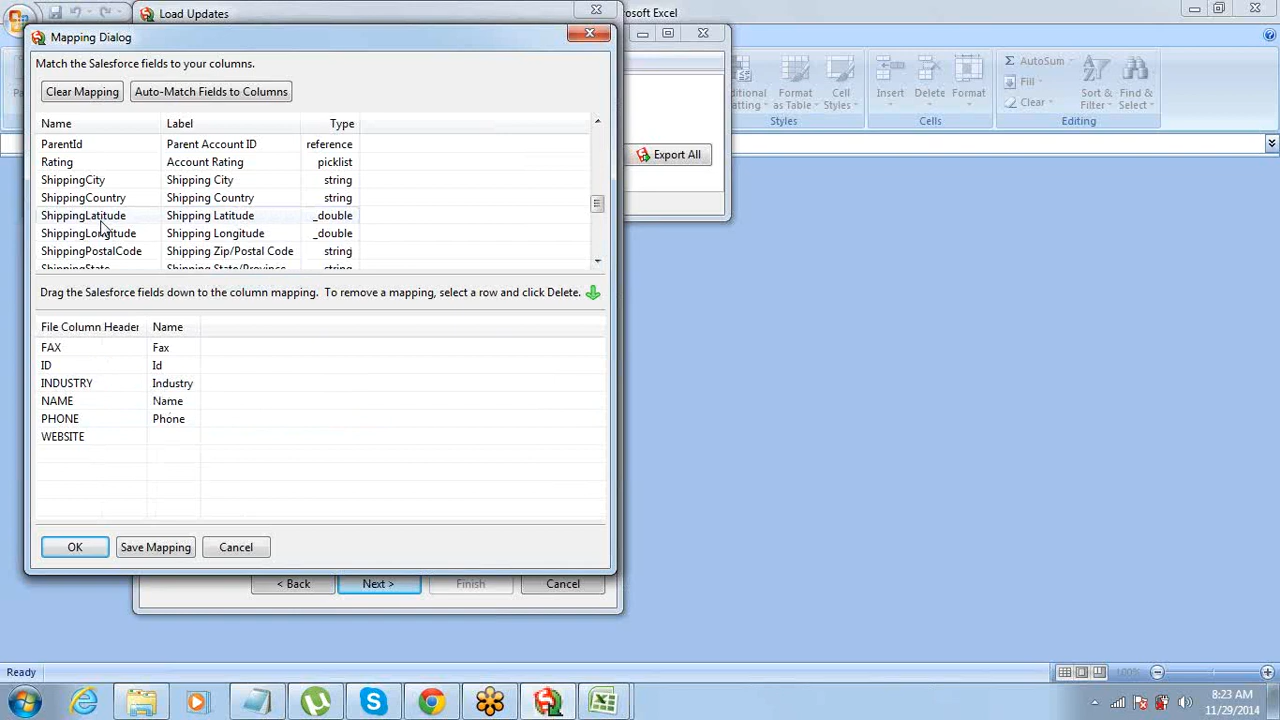 Load Updates
osoft Excel
Mapping Dialog
Match the Salesforce fields to your columns.
Clear Mapping Auto-Match Fields to Columns
Name Label Type
ParentId Parent Account ID reference
Rating Account Rating picklist
ShippingCity Shipping City string
ShippingCountry Shipping Country string
ShippingLatitude Shipping Latitude _double
ShippingLongitude Shipping Longitude _double
ShippingPostalCode Shipping Zip/Postal Code string
ShippingState Shipping State/Province string
Drag the Salesforce fields down to the column mapping. To remove a mapping, select a row and click Delete.
File Column Header Name
FAX Fax
ID Id
INDUSTRY Industry
NAME Name
PHONE Phone
WEBSITE
OK Save Mapping Cancel
< Back Next > Finish Cancel
Export All
Format as Table
Cell Styles
Styles
Insert Delete Format
Cells
AutoSum
Fill
Clear
Sort & Filter
Find & Select
Editing
Ready 100%
8:23 AM
11/29/2014